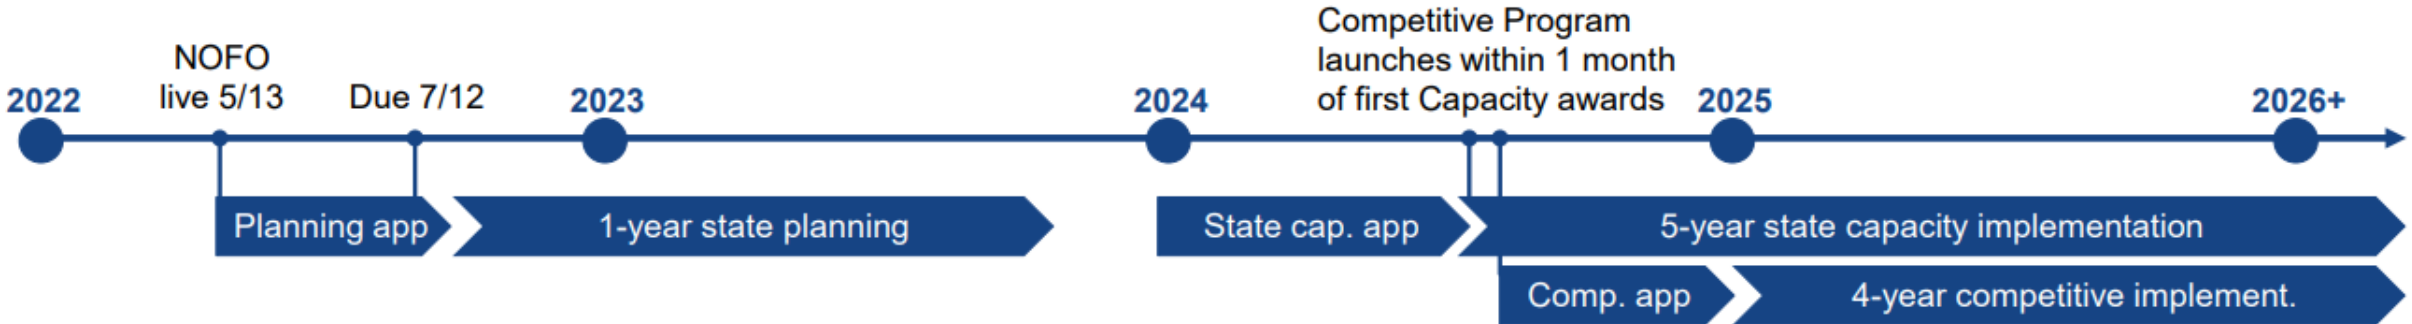 Competitive Program
launches within 1 month
of first Capacity awards
NOFO
live 5/13
Due 7/12
2022
2023
2024
2025
2026+
Planning app
1-year state planning
State cap. app
5-year state capacity implementation
Comp. app
4-year competitive implement.